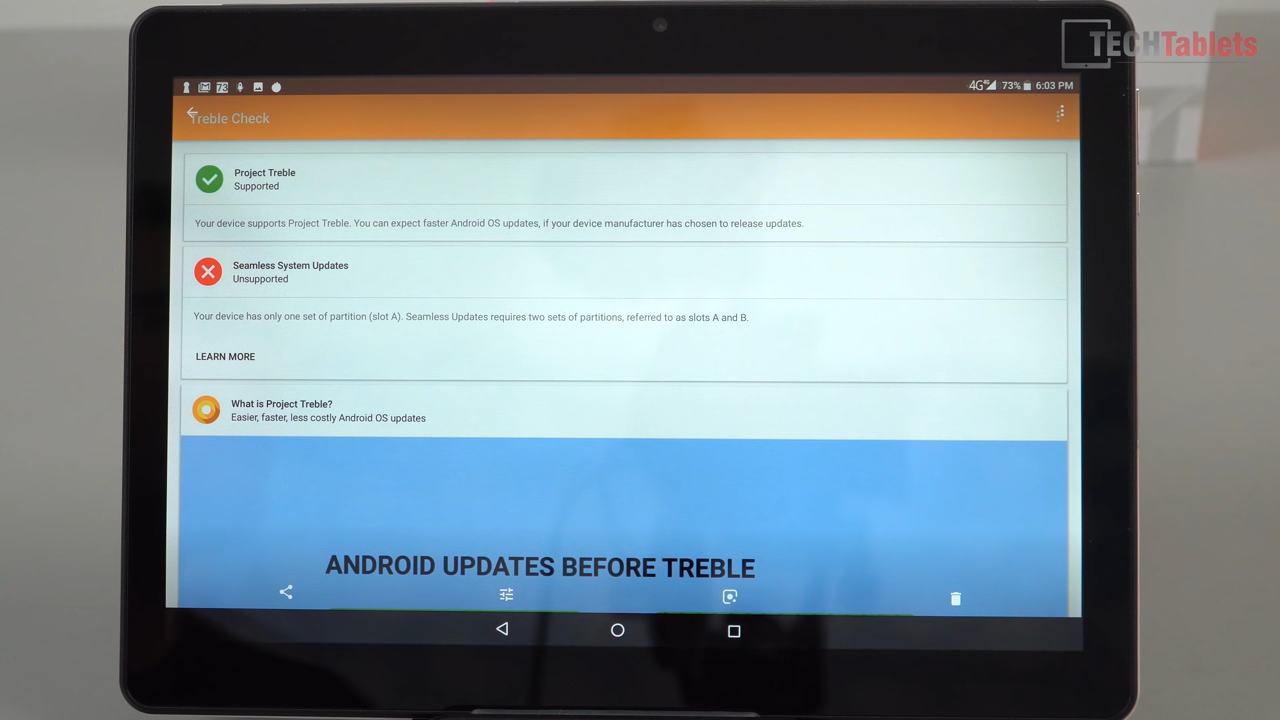 TECHTablets
73
4G 4G 73% 6:03 PM
Treble Check
Project Treble
Supported
Your device supports Project Treble. You can expect faster Android OS updates, if your device manufacturer has chosen to release updates.
Seamless System Updates
Unsupported
Your device has only one set of partition (slot A). Seamless Updates requires two sets of partitions, referred to as slots A and B.
LEARN MORE
What is Project Treble?
Easier, faster, less costly Android OS updates
ANDROID UPDATES BEFORE TREBLE